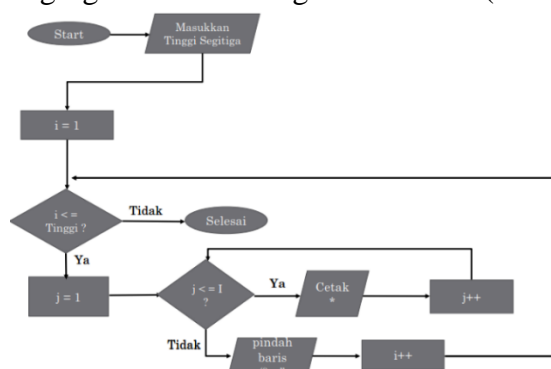 Start
Masukkan
Tinggi Segitiga
i = 1
i <=
Tinggi ?
Tidak
Selesai
Ya
j = 1
j <= I
?
Ya
Cetak
*
j++
Tidak
pindah
baris
i++